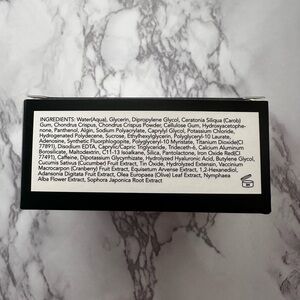 INGREDIENTS: Water(Aqua), Glycerin, Dipropylene Glycol, Ceratonia Siliqua (Carob)
Gum, Chondrus Crispus, Chondrus Crispus Powder, Cellulose Gum, Hydroxyacetophe-
none, Panthenol, Algin, Sodium Polyacrylate, Caprylyl Glycol, Potassium Chloride,
Hydrogenated Polydecene, Sucrose, Ethylhexylglycerin, Polyglyceryl-10 Laurate,
Adenosine, Synthetic Fluorphlogopite, Polyglyceryl-10 Myristate, Titanium Dioxide(CI
77891), Disodium EDTA, Caprylic/Capric Triglyceride, Trideceth-6, Calcium Aluminum
Borosilicate, Maltodextrin, C11-13 Isoalkane, Silica, Pantolactone, Iron Oxide Red(CI
77491), Caffeine, Dipotassium Glycyrrhizate, Hydrolyzed Hyaluronic Acid, Butylene Glycol,
Cucumis Sativus (Cucumber) Fruit Extract, Tin Oxide, Hydrolyzed Extensin, Vaccinium
Macrocarpon (Cranberry) Fruit Extract, Equisetum Arvense Extract, 1,2-Hexanediol,
Adansonia Digitata Fruit Extract, Olea Europaea (Olive) Leaf Extract, Nymphaea
Alba Flower Extract, Sophora Japonica Root Extract